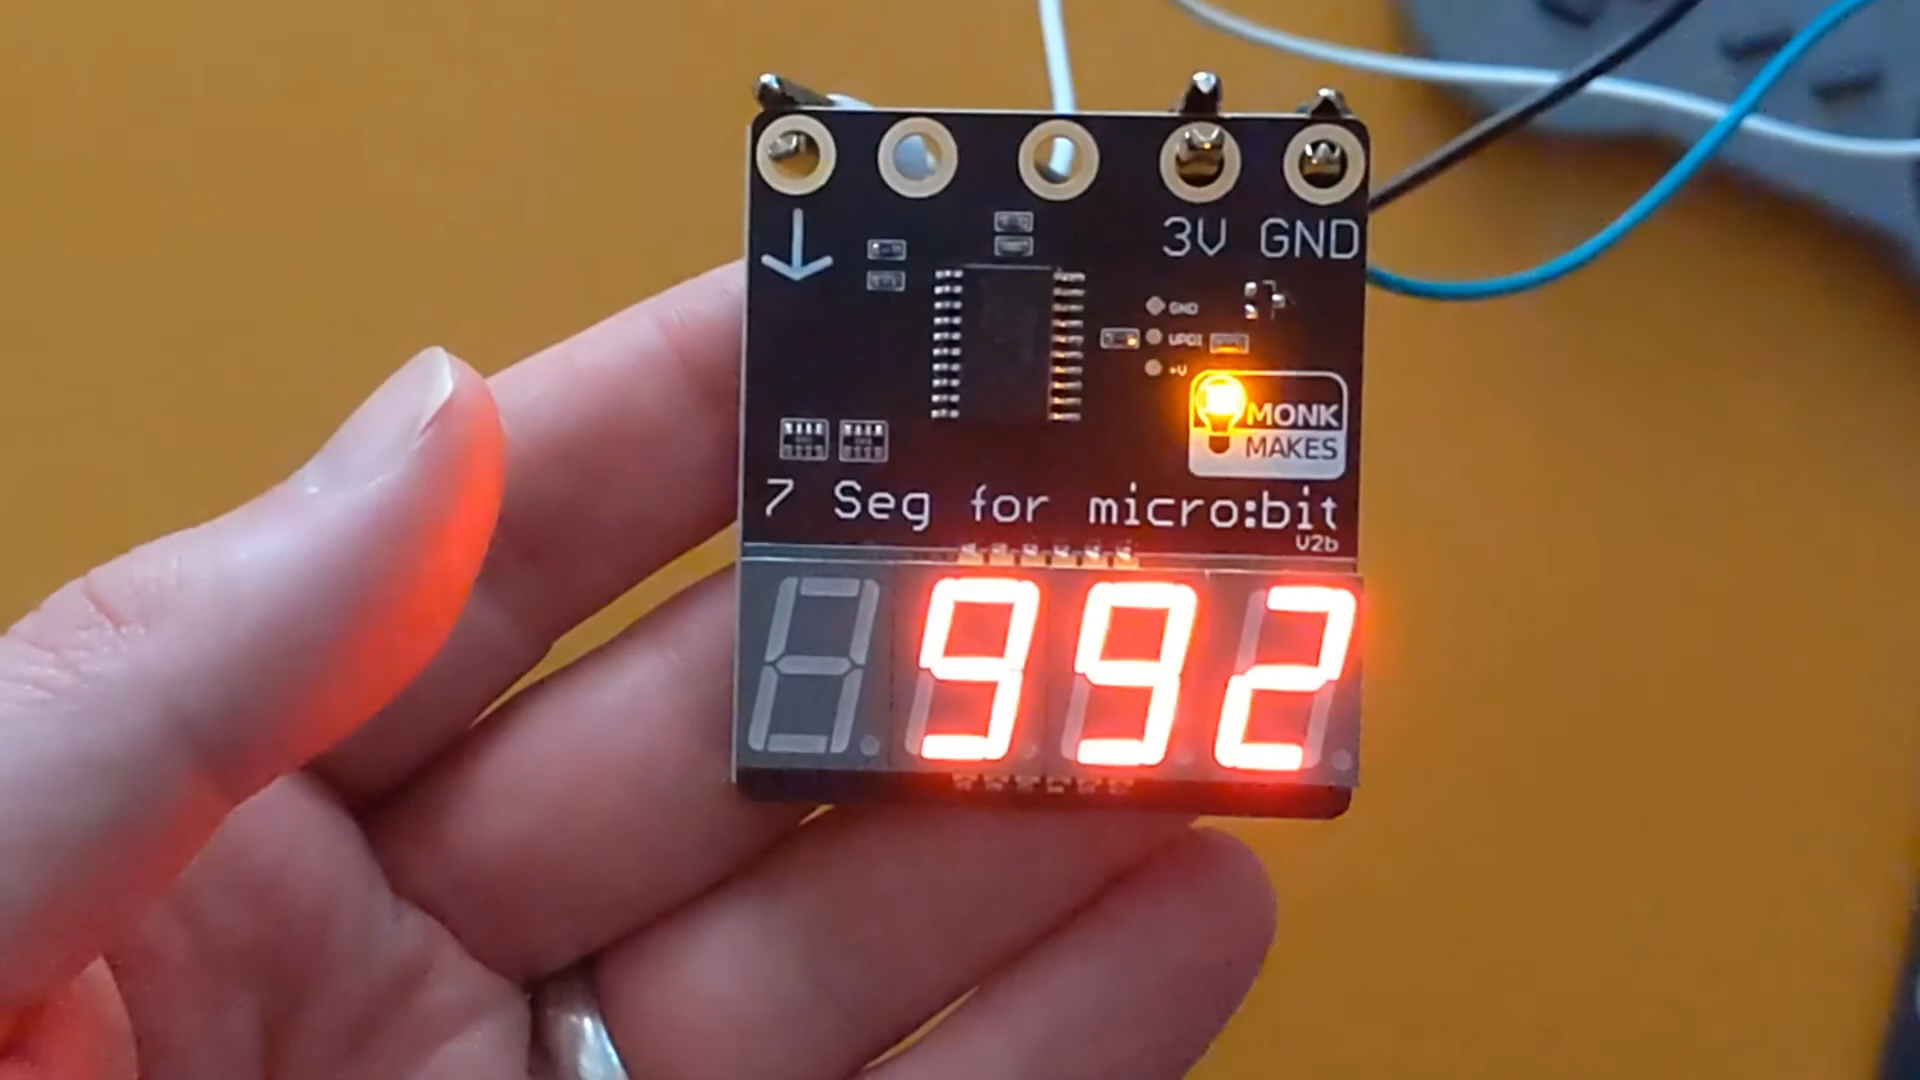 3V GND
GND
UPDI
+V
MONK
MAKES
7 Seg for micro:bit
V2b
992